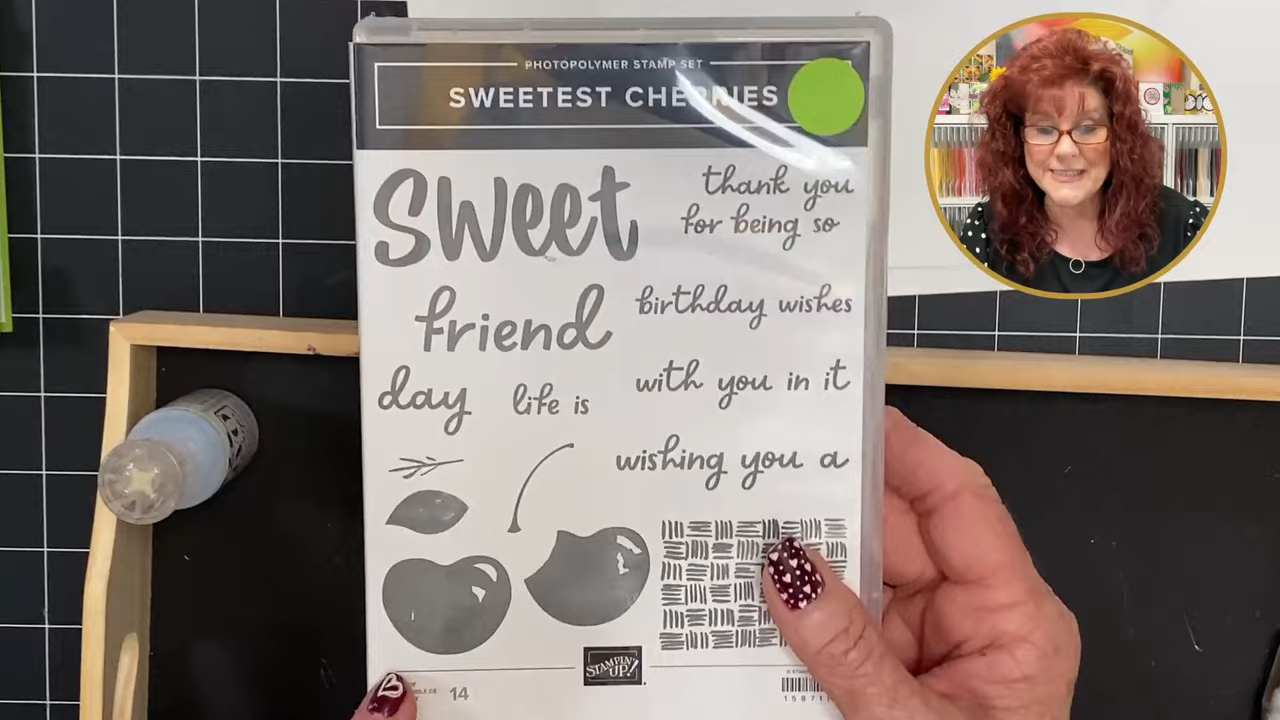 PHOTOPOLYMER STAMP SET
SWEETEST CHERRIES
Sweet
thank you
for being so
friend
birthday wishes
day
life is
with you in it
wishing you a
STAMPIN' UP!
14